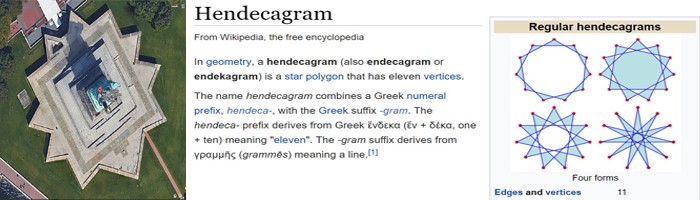 Hendecagram
From Wikipedia, the free encyclopedia
In geometry, a hendecagram (also endecagram or
endekagram) is a star polygon that has eleven vertices.
The name hendecagram combines a Greek numeral
prefix, hendeca-, with the Greek suffix -gram. The
hendeca- prefix derives from Greek ἕνδεκα (ἕν + δέκα, one
+ ten) meaning "eleven". The -gram suffix derives from
γραμμῆς (grammēs) meaning a line.[1]
Regular hendecagrams
Four forms
Edges and vertices 11